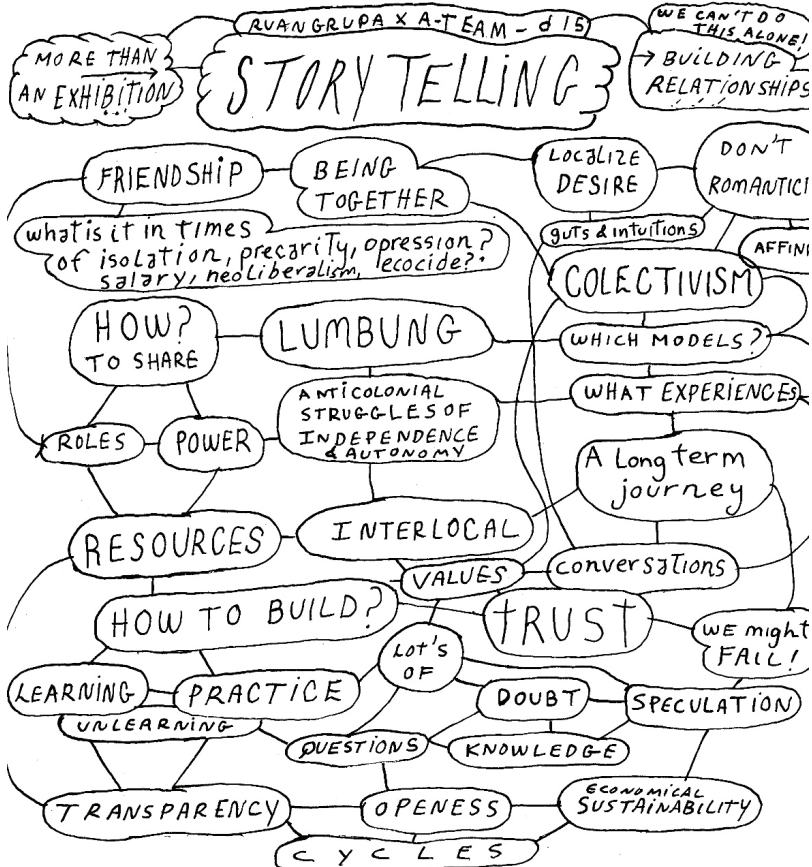 RUANGRUPA X A-TEAM - d15
WE CAN'T DO
THIS ALONE!
MORE THAN
AN EXHIBITION
STORY TELLING
→ BUILDING
RELATIONSHIPS
FRIENDSHIP
BEING
TOGETHER
LOCALIZE
DESIRE
DON'T
ROMANTICI
what is it in times
of isolation, precarity, opression?
salary, neoliberalism, ecocide?.
guts & intuitions
AFFIN
COLECTIVISM
HOW?
TO SHARE
LUMBUNG
WHICH MODELS?
ANTICOLONIAL
STRUGGLES OF
INDEPENDENCE
& AUTONOMY
WHAT EXPERIENCES
ROLES
POWER
A Long term
journey
RESOURCES
INTERLOCAL
VALUES
conversations
HOW TO BUILD?
TRUST
WE might
FAIL!
LOT'S
OF
LEARNING
PRACTICE
UNLEARNING
DOUBT
SPECULATION
QUESTIONS
KNOWLEDGE
TRANSPARENCY
OPENESS
ECONOMICAL
SUSTAINABILITY
CYCLES